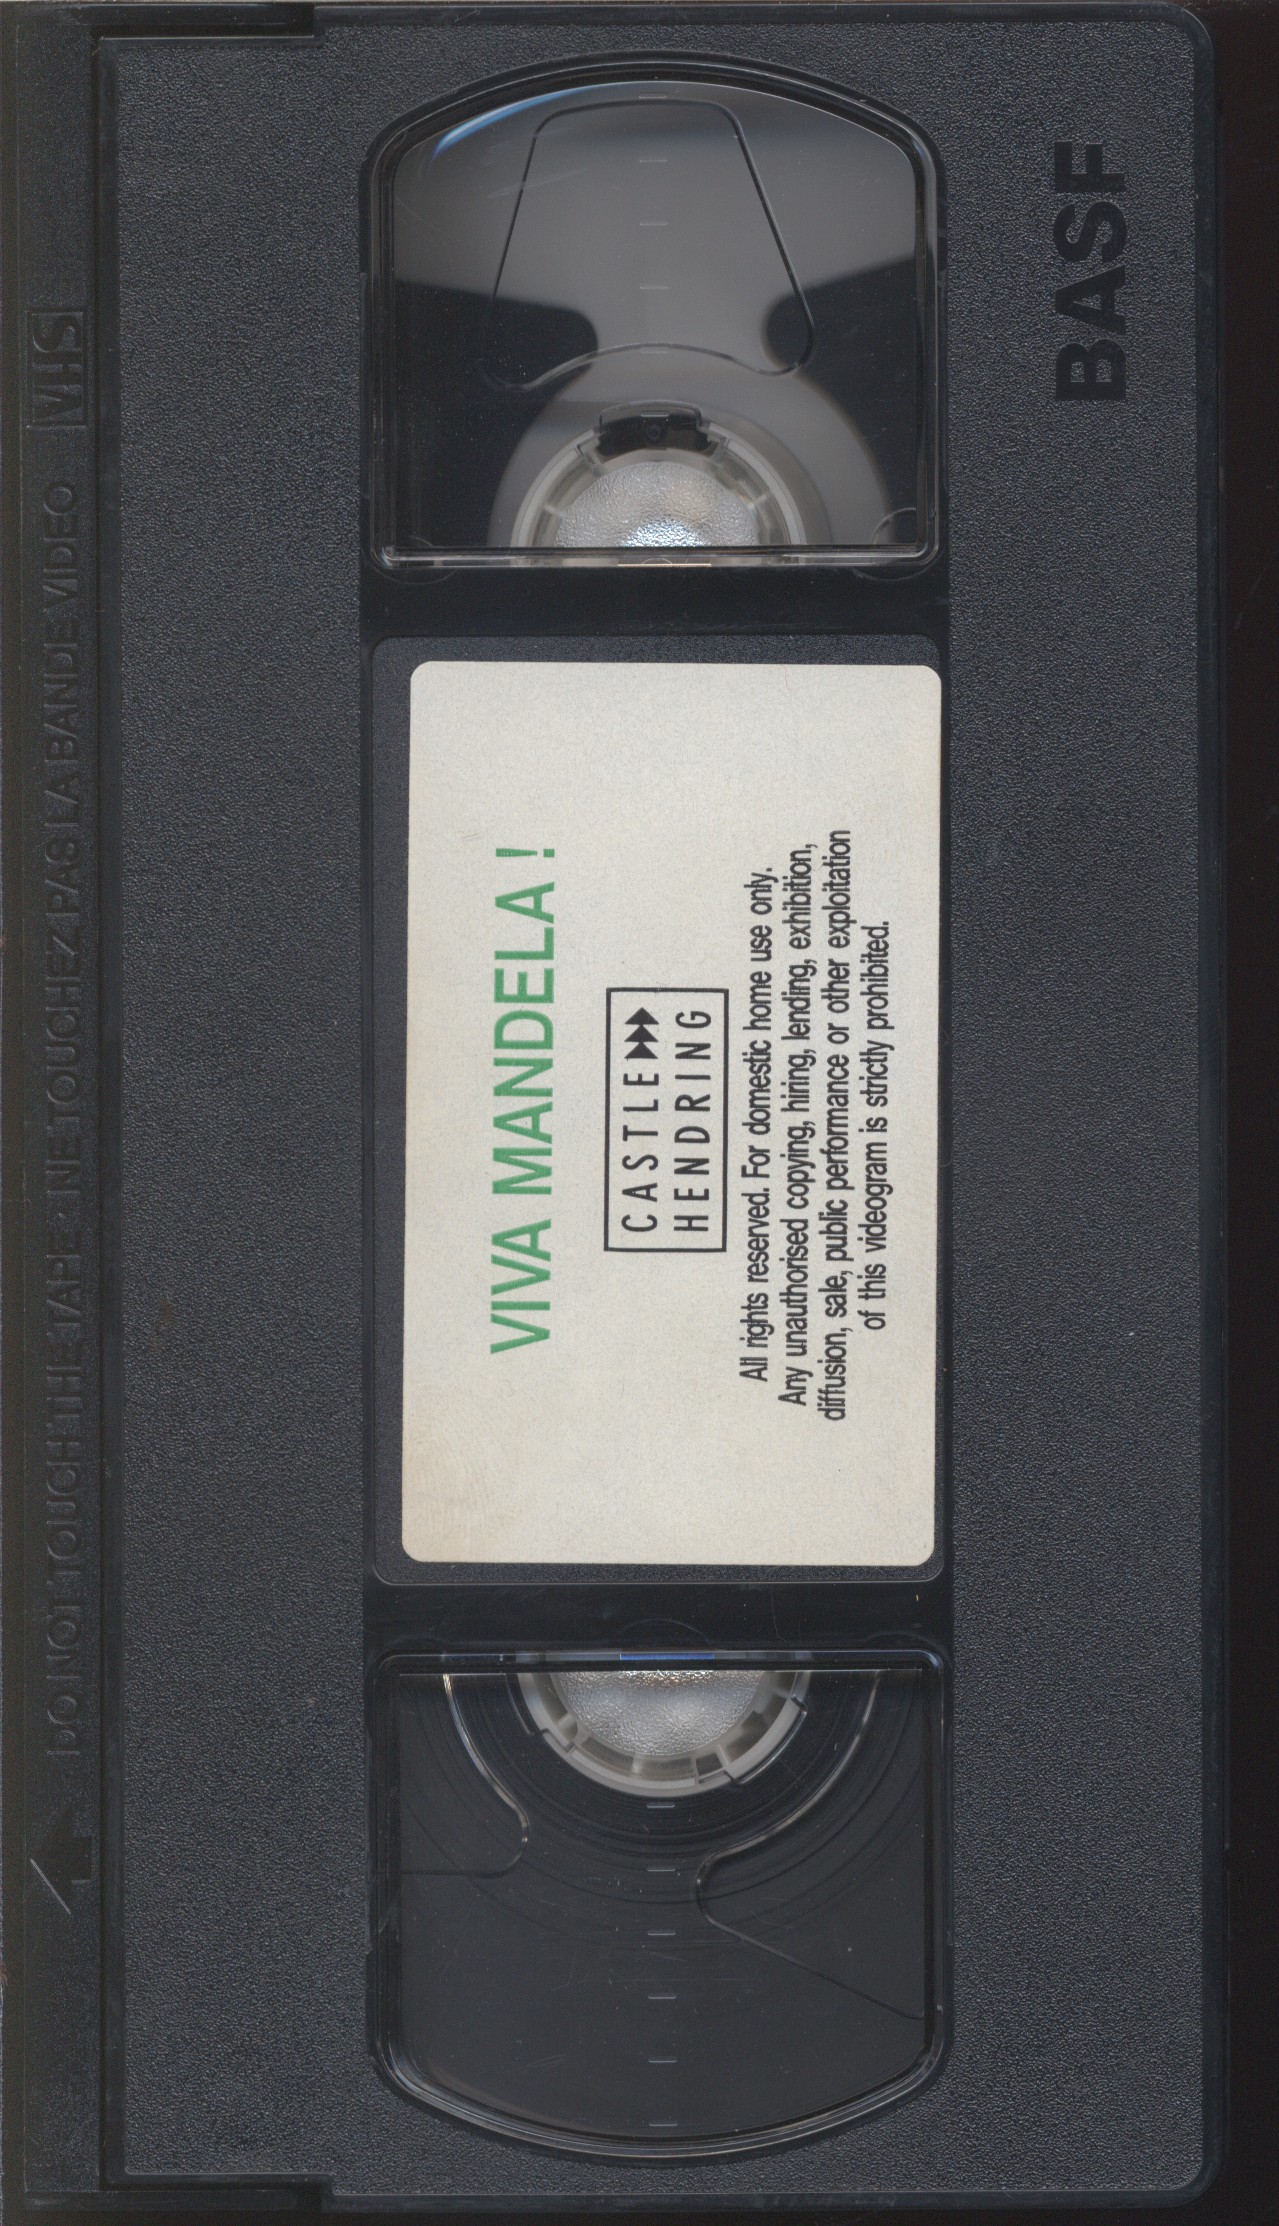 DO NOT TOUCH THE TAPE. NE TOUCHEZ PAS LA BANDE VIDEO VHS
VIVA MANDELA !
CASTLE
HENDRING
All rights reserved. For domestic home use only.
Any unauthorised copying, hiring, lending, exhibition,
diffusion, sale, public performance or other exploitation
of this videogram is strictly prohibited.
BASF